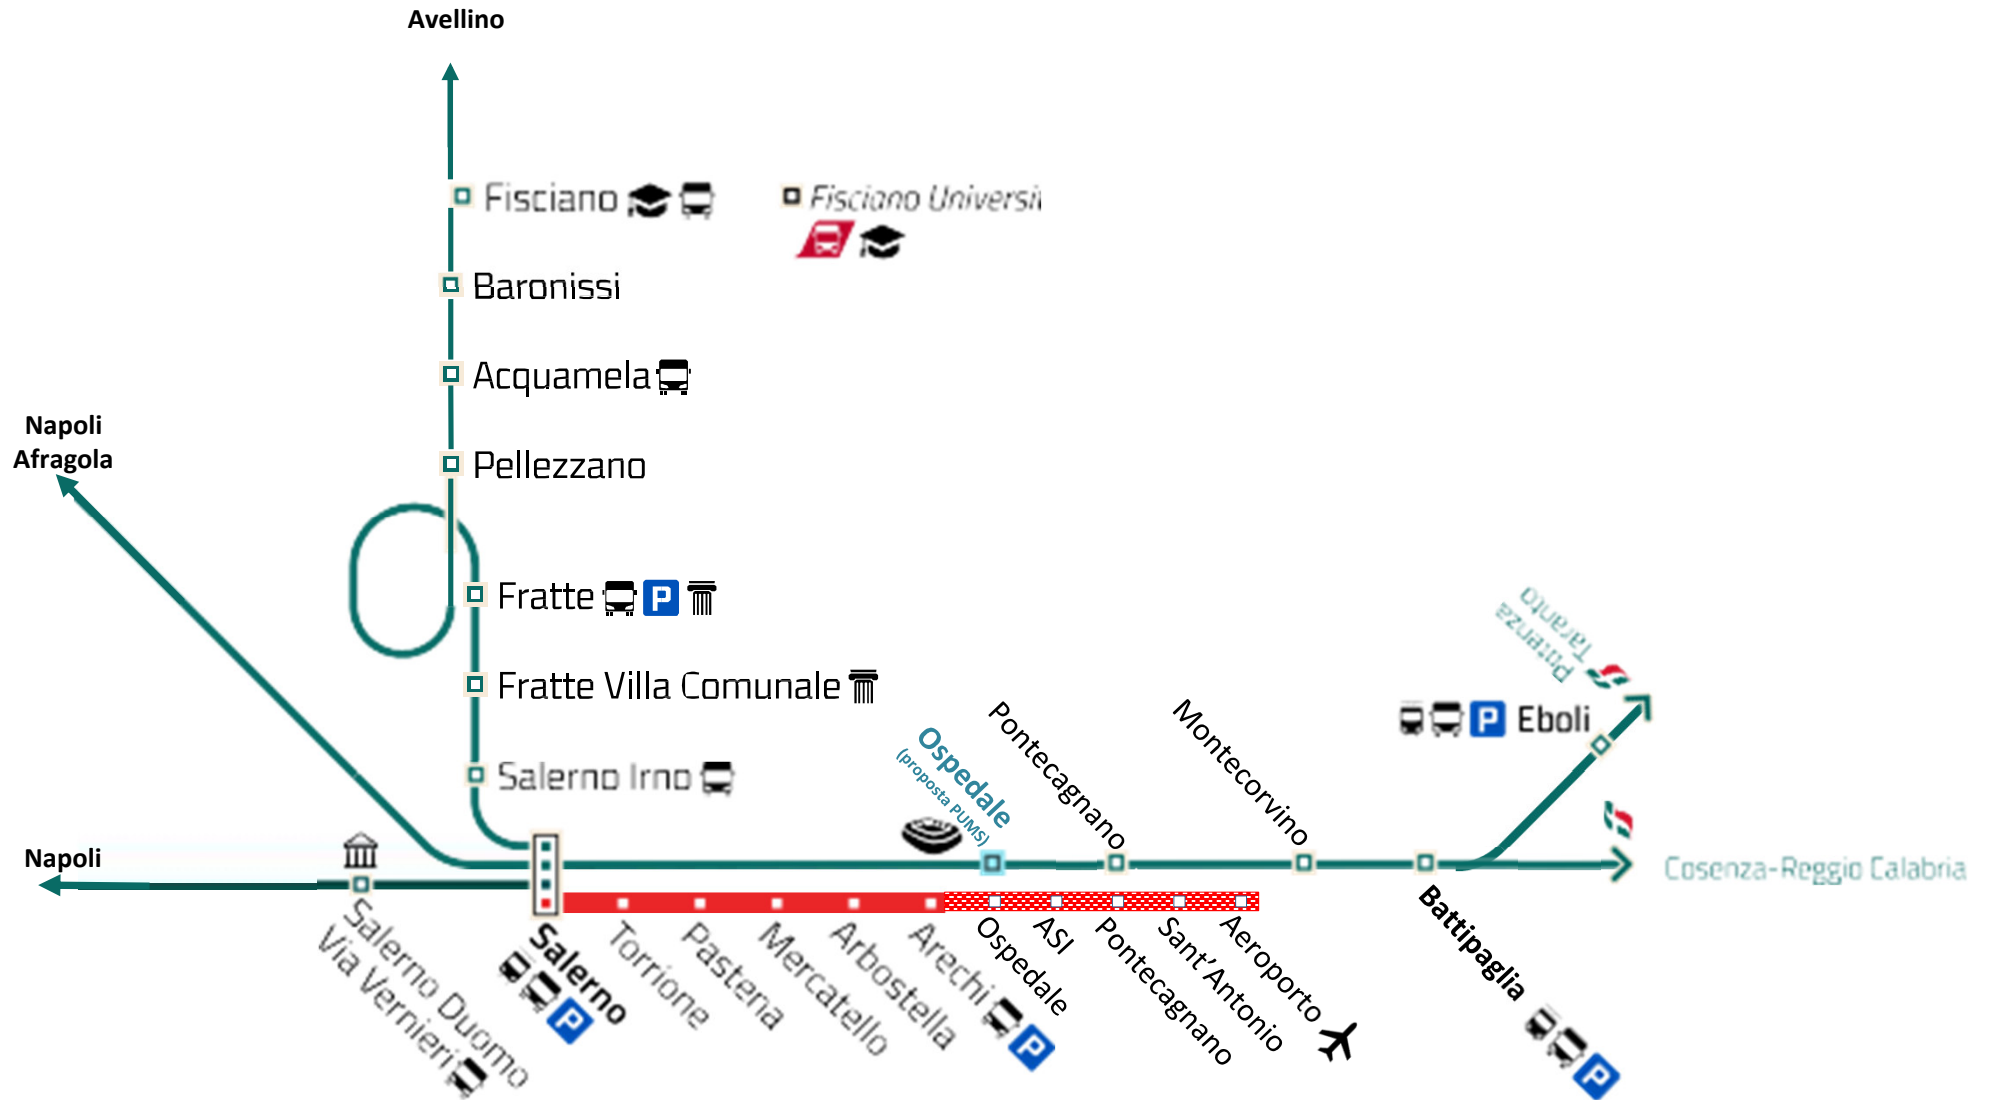 Avellino
Fisciano
Fisciano Universi
Baronissi
Acquamela
Napoli
Afragola
Pellezzano
Fratte P
Fratte Villa Comunale
Potenza
Taranto
P Eboli
Salerno Irno
Ospedale
(proposta PUMS)
Pontecagnano
Montecorvino
Napoli
Cosenza-Reggio Calabria
Salerno Duomo
Via Vernieri
Salerno
P
Torrione
Pastena
Mercatello
Arbostella
Arechi P
Ospedale
ASI
Pontecagnano
Sant'Antonio
Aeroporto
Battipaglia P